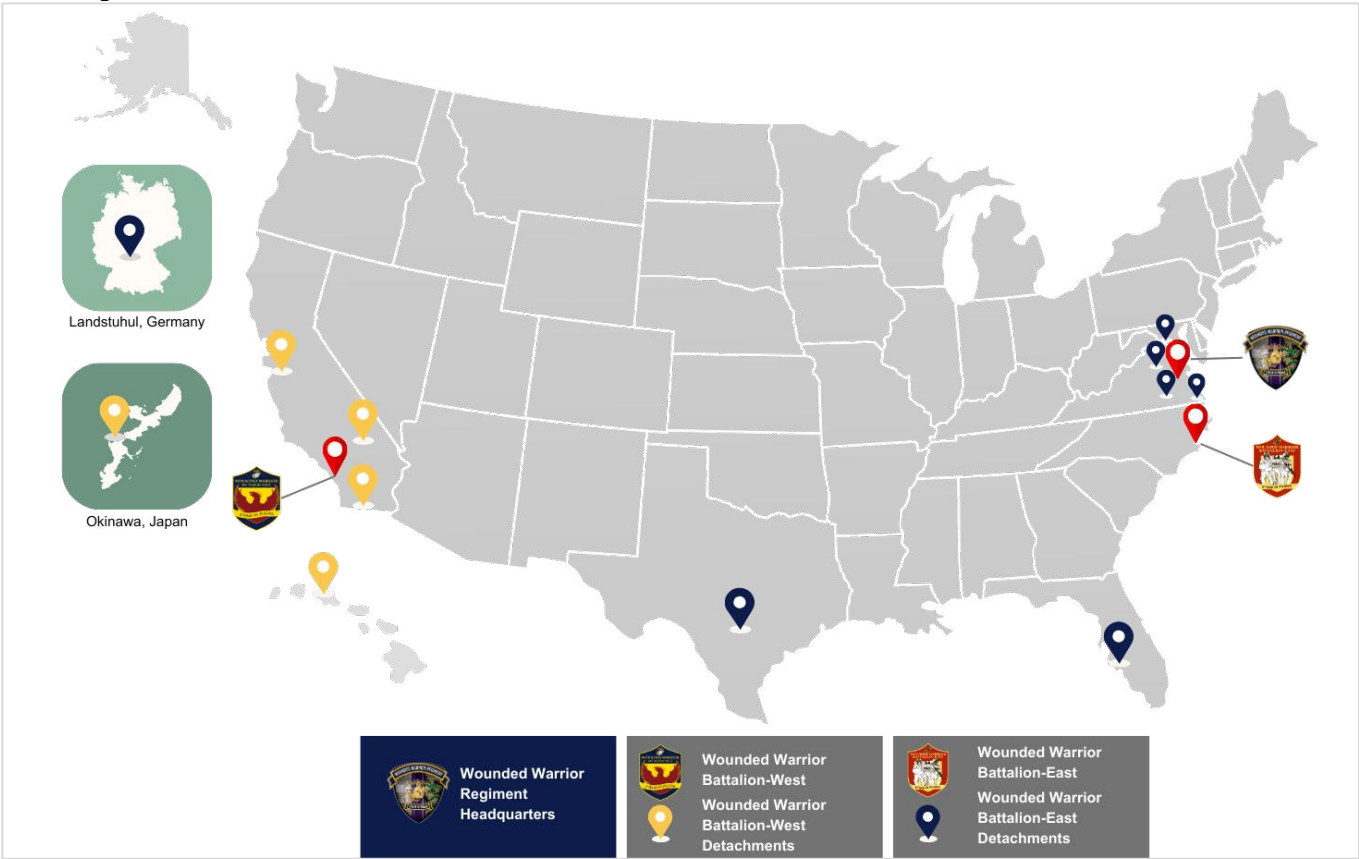 Landstuhul, Germany
Okinawa, Japan
Wounded Warrior
Regiment
Headquarters
Wounded Warrior
Battalion-West
Wounded Warrior
Battalion-West
Detachments
Wounded Warrior
Battalion-East
Wounded Warrior
Battalion-East
Detachments